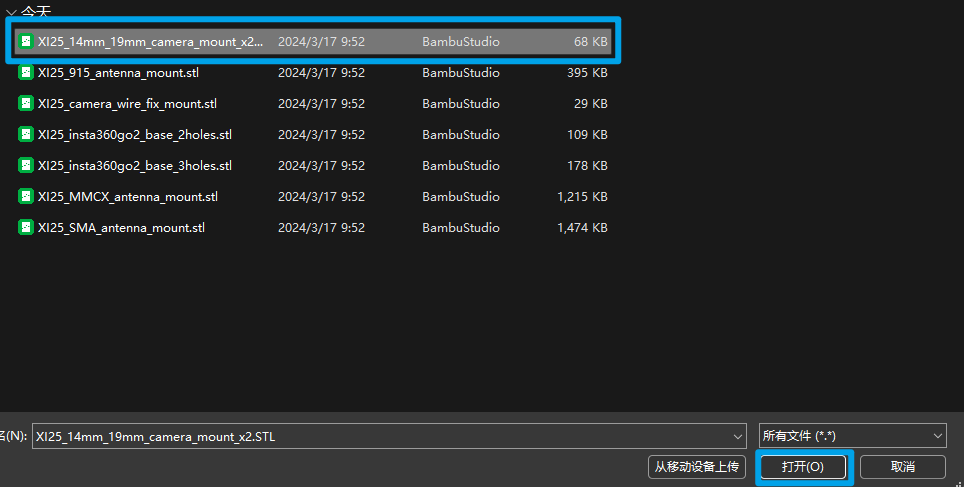 今天
XI25_14mm_19mm_camera_mount_x2... 2024/3/17 9:52 BambuStudio 68 KB
XI25_915_antenna_mount.stl 2024/3/17 9:52 BambuStudio 395 KB
XI25_camera_wire_fix_mount.stl 2024/3/17 9:52 BambuStudio 29 KB
XI25_insta360go2_base_2holes.stl 2024/3/17 9:52 BambuStudio 109 KB
XI25_insta360go2_base_3holes.stl 2024/3/17 9:52 BambuStudio 178 KB
XI25_MMCX_antenna_mount.stl 2024/3/17 9:52 BambuStudio 1,215 KB
XI25_SMA_antenna_mount.stl 2024/3/17 9:52 BambuStudio 1,474 KB
名(N): XI25_14mm_19mm_camera_mount_x2.STL 所有文件 (*.*)
从移动设备上传 打开(O) 取消